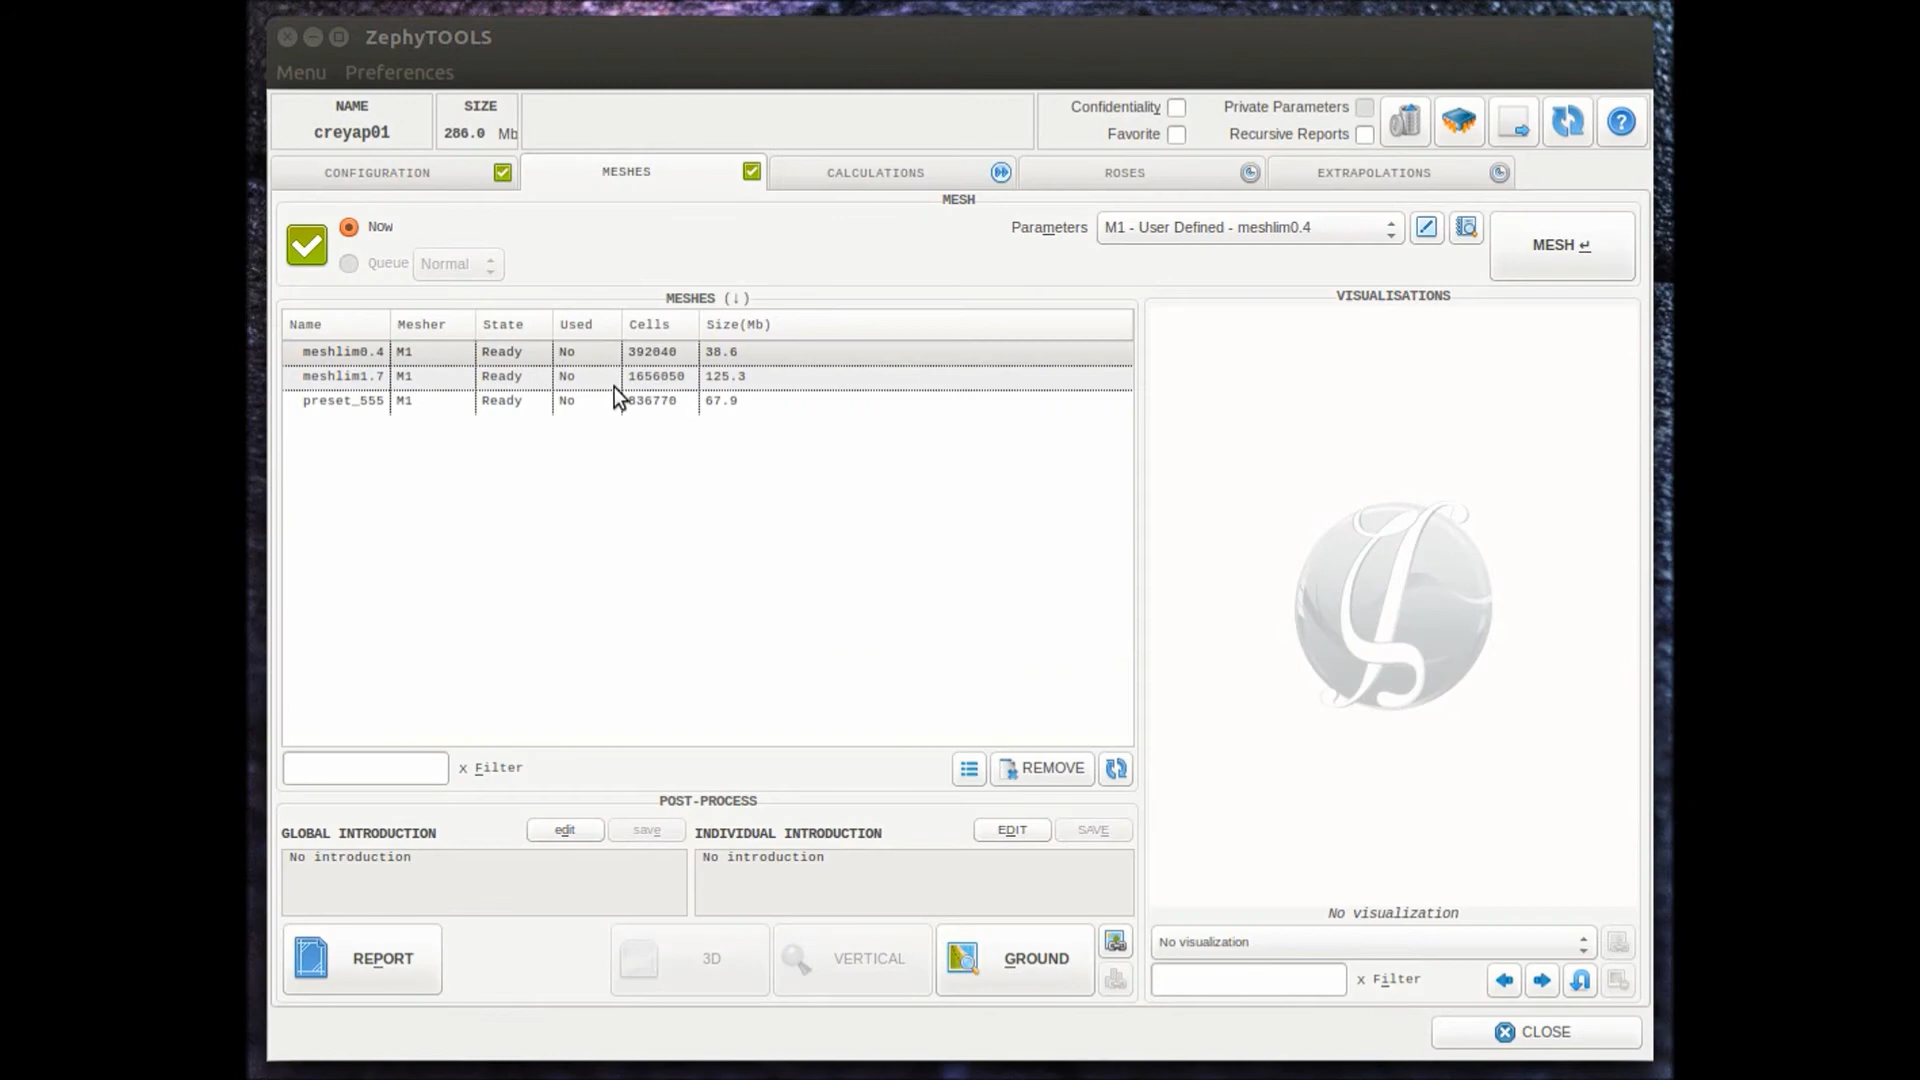 ZephyTOOLS
Menu Preferences
NAME
creyap01
SIZE
286.0 Mb
Confidentiality
Favorite
Private Parameters
Recursive Reports
CONFIGURATION
MESHES
CALCULATIONS
ROSES
EXTRAPOLATIONS
MESH
Now
Queue Normal
Parameters M1 - User Defined - meshlim0.4
MESH ↵
MESHES (↓)
Name Mesher State Used Cells Size(Mb)
meshlim0.4 M1 Ready No 392040 38.6
meshlim1.7 M1 Ready No 1656050 125.3
preset_555 M1 Ready No 836770 67.9
x Filter
REMOVE
POST-PROCESS
GLOBAL INTRODUCTION edit save
No introduction
INDIVIDUAL INTRODUCTION EDIT SAVE
No introduction
REPORT
3D
VERTICAL
GROUND
VISUALISATIONS
No visualization
No visualization
x Filter
CLOSE